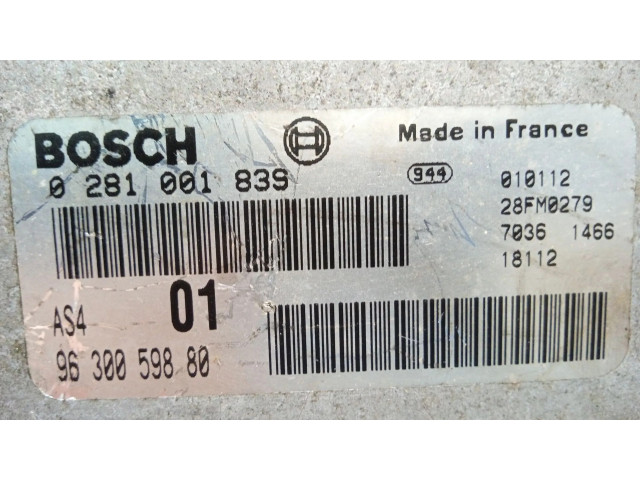 BOSCH
Made in France
0 281 001 839
944
010112
28FM0279
7036 1466
18112
AS4
01
96 300 598 80